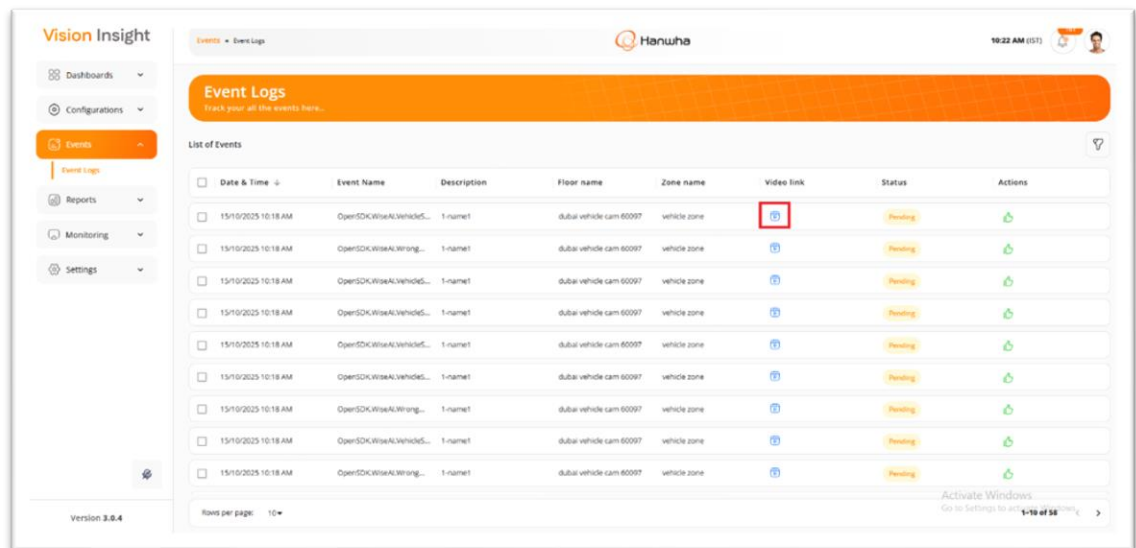 Vision Insight
Events • Event Logs
Hanwha
10:22 AM (IST)
Dashboards
Configurations
Events
Event Logs
Reports
Monitoring
Settings
Version 3.0.4
Event Logs
Track your all the events here...
List of Events
Date & Time Event Name Description Floor name Zone name Video link Status Actions
15/10/2025 10:18 AM OpenSDK.WiseAI.VehicleS... 1-name1 dubai vehicle cam 60097 vehicle zone Pending
15/10/2025 10:18 AM OpenSDK.WiseAI.Wrong... 1-name1 dubai vehicle cam 60097 vehicle zone Pending
15/10/2025 10:18 AM OpenSDK.WiseAI.VehicleS... 1-name1 dubai vehicle cam 60097 vehicle zone Pending
15/10/2025 10:18 AM OpenSDK.WiseAI.VehicleS... 1-name1 dubai vehicle cam 60097 vehicle zone Pending
15/10/2025 10:18 AM OpenSDK.WiseAI.VehicleS... 1-name1 dubai vehicle cam 60097 vehicle zone Pending
15/10/2025 10:18 AM OpenSDK.WiseAI.VehicleS... 1-name1 dubai vehicle cam 60097 vehicle zone Pending
15/10/2025 10:18 AM OpenSDK.WiseAI.Wrong... 1-name1 dubai vehicle cam 60097 vehicle zone Pending
15/10/2025 10:18 AM OpenSDK.WiseAI.VehicleS... 1-name1 dubai vehicle cam 60097 vehicle zone Pending
15/10/2025 10:18 AM OpenSDK.WiseAI.Wrong... 1-name1 dubai vehicle cam 60097 vehicle zone Pending
Activate Windows
Go to Settings to
Rows per page: 10
1–10 of 58